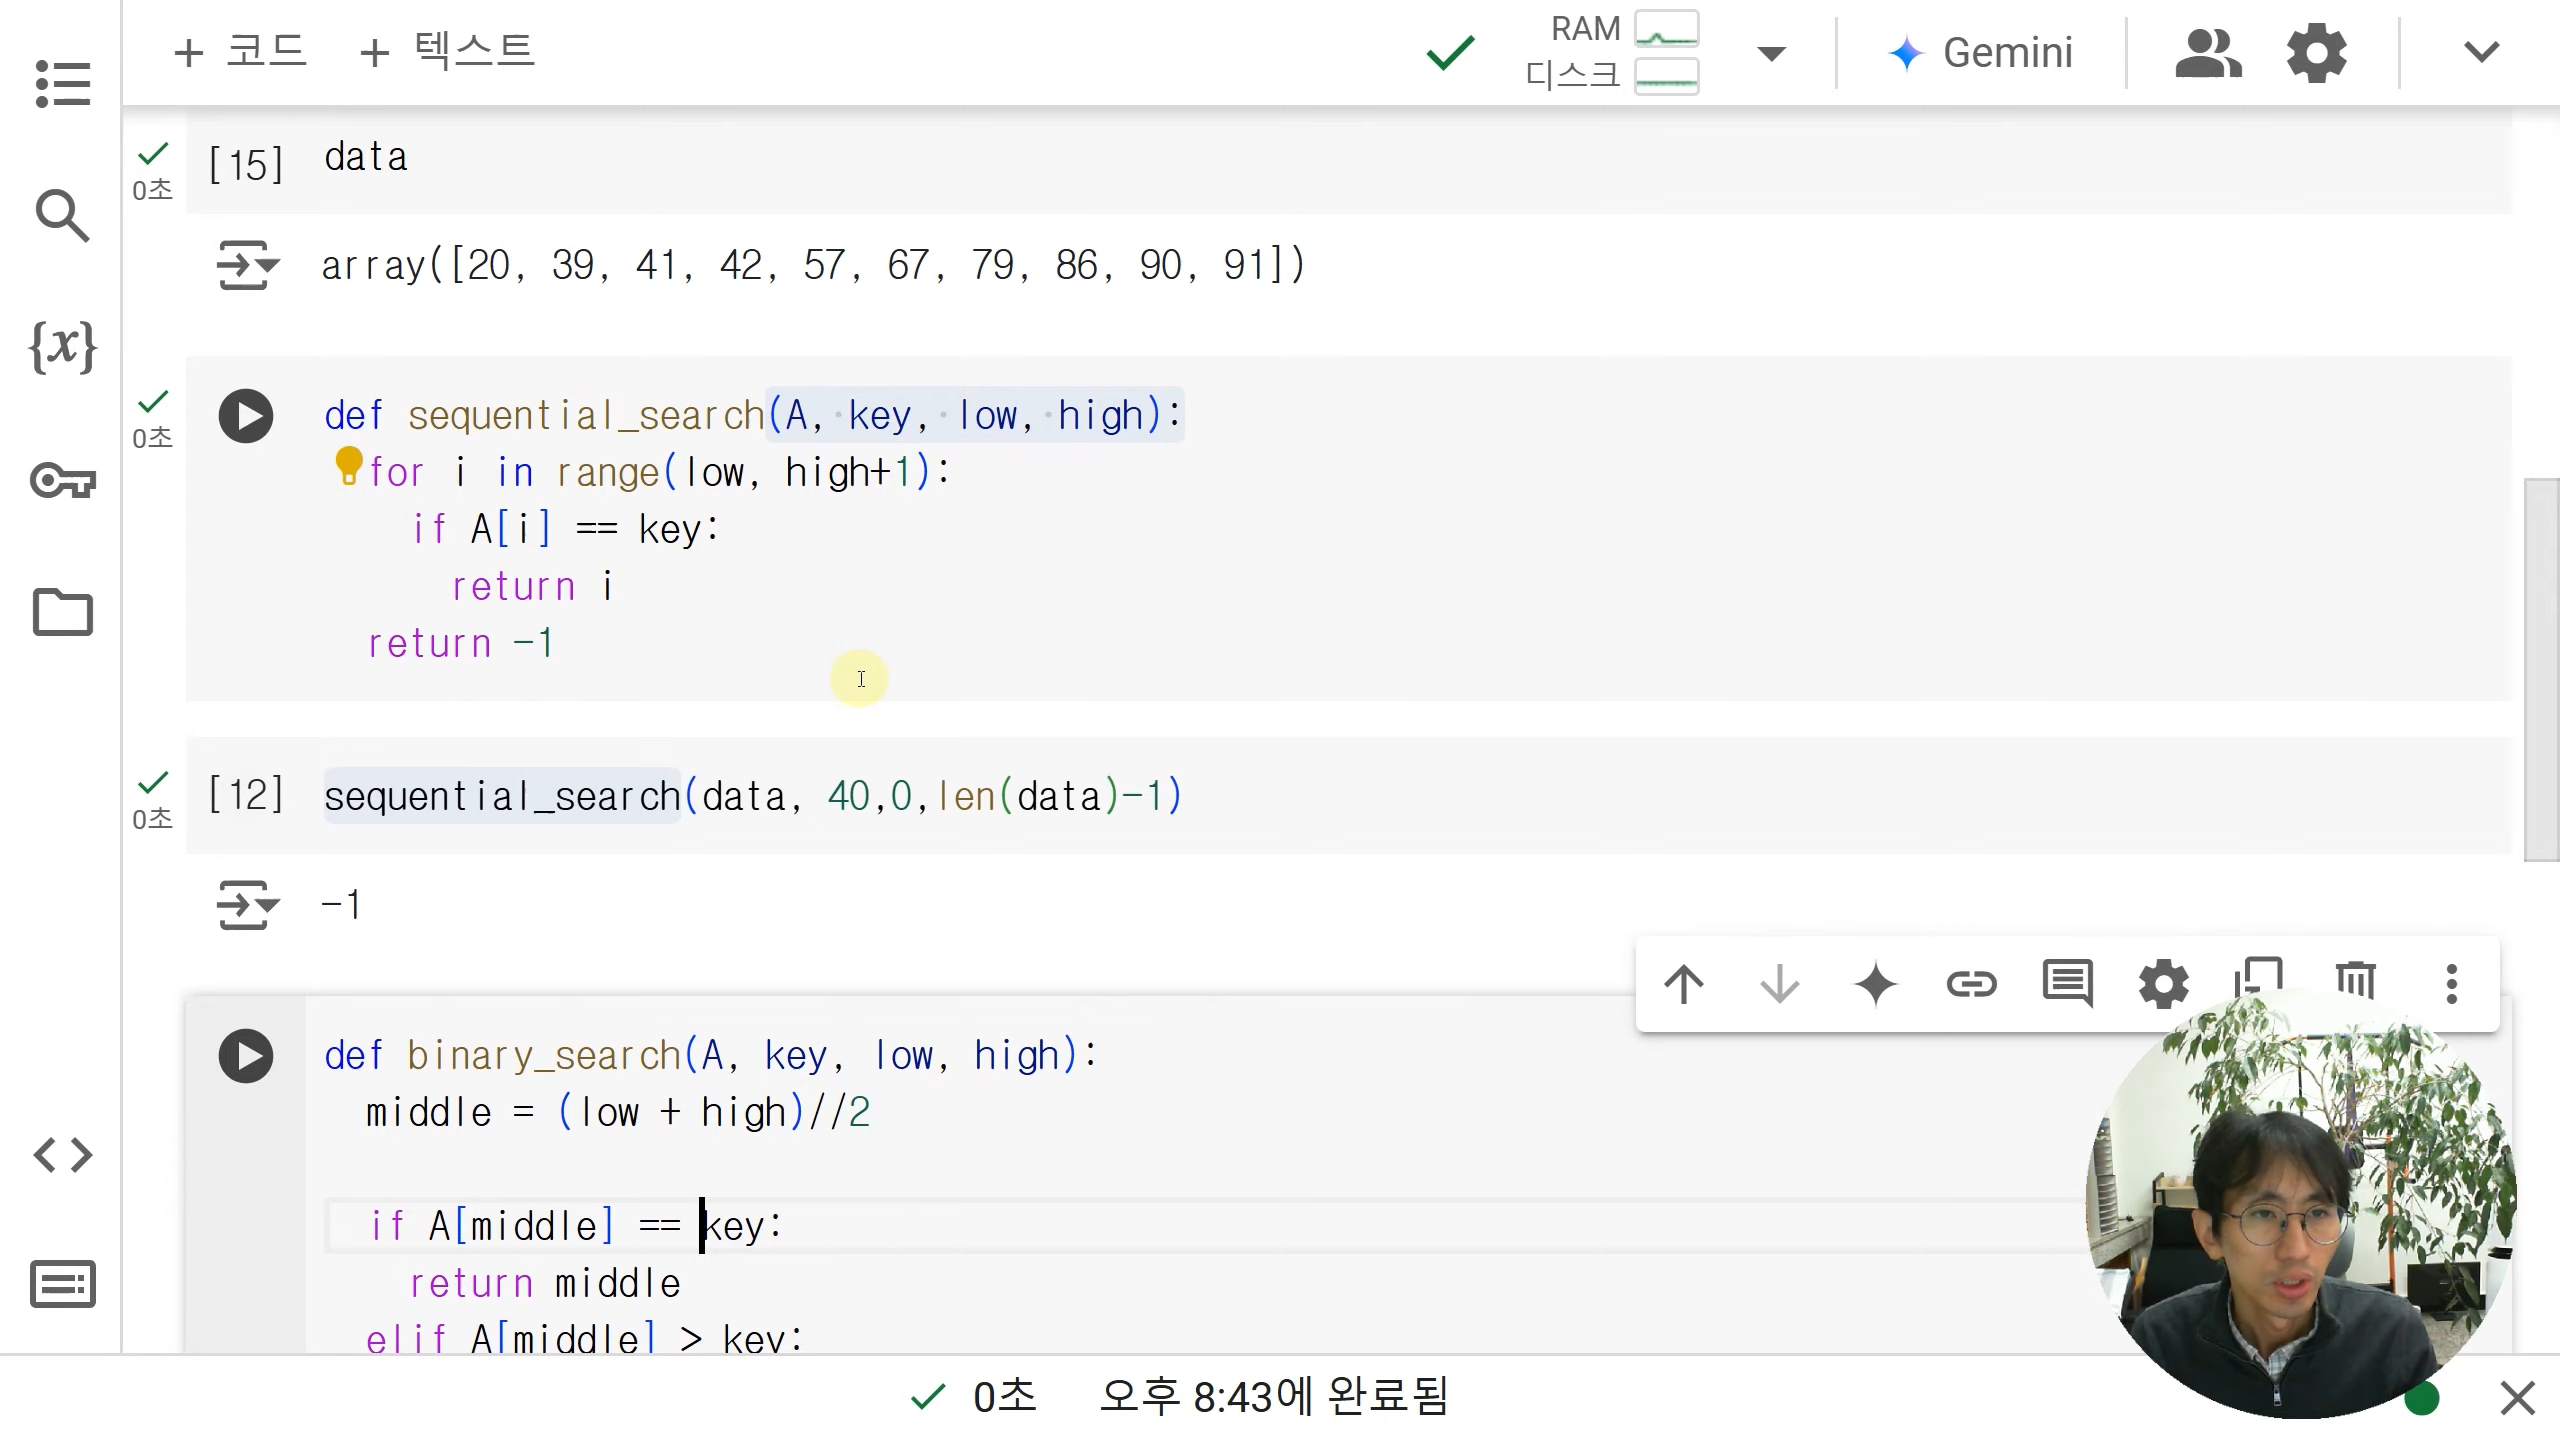 + 코드 + 텍스트
RAM
디스크
Gemini
0초
[15] data
array([20, 39, 41, 42, 57, 67, 79, 86, 90, 91])
{x}
0초
def sequential_search(A, key, low, high):
for i in range(low, high+1):
if A[i] == key:
return i
return -1
0초
[12] sequential_search(data, 40,0,len(data)-1)
-1
def binary_search(A, key, low, high):
middle = (low + high)//2
if A[middle] == key:
return middle
elif A[middle] > key:
0초 오후 8:43에 완료됨